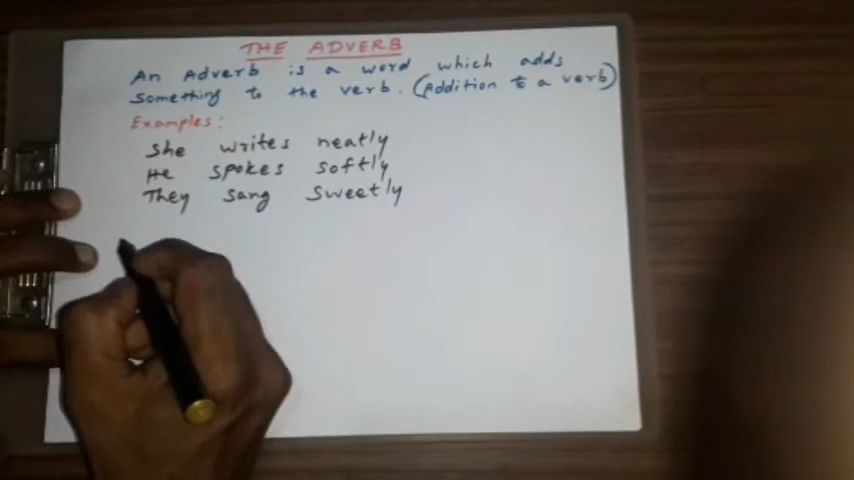 THE ADVERB
An Adverb is a word which adds
something to the verb. (Addition to a verb)
Examples:
She writes neatly
He spokes softly
They sang sweetly